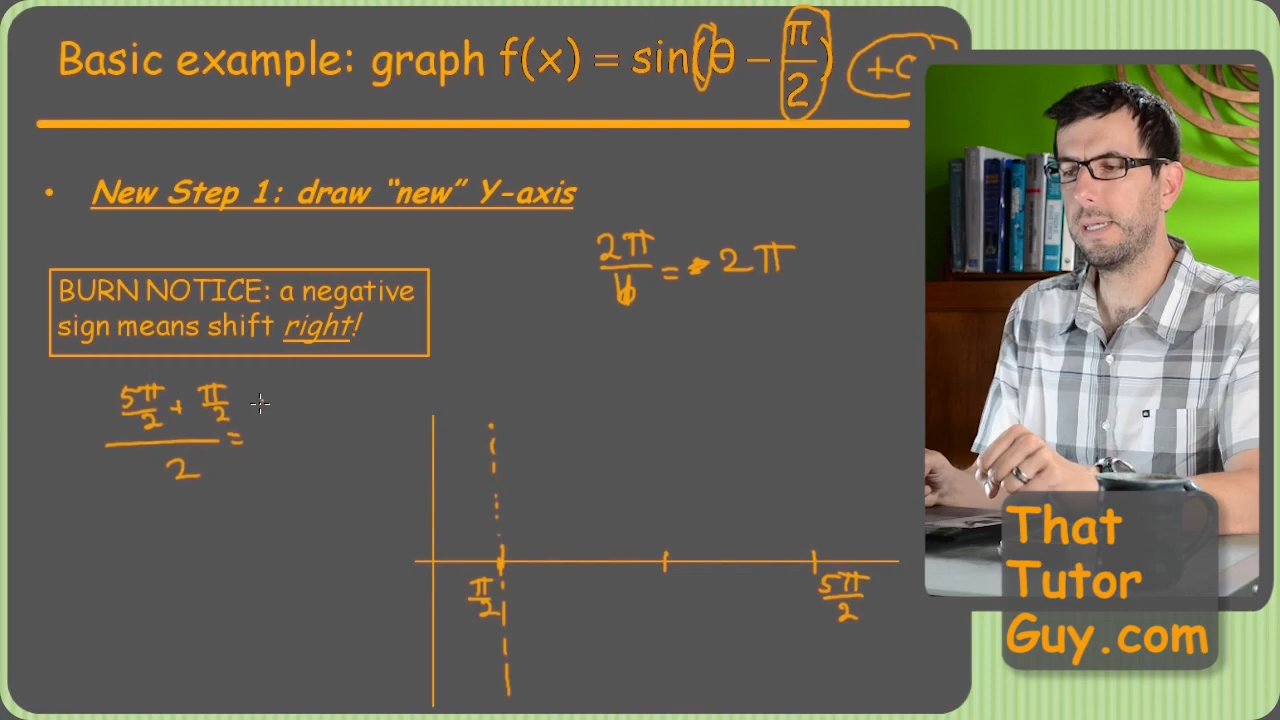 Basic example: graph f(x) = sin(θ − π/2) +C
• New Step 1: draw “new” Y-axis
2π/b = 2π
BURN NOTICE: a negative
sign means shift right!
5π/2 + π/2
2 =
π/2
5π/2
That
Tutor
Guy.com